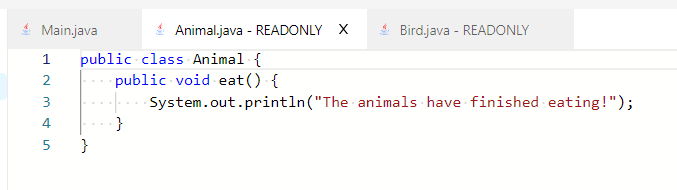 Main.java Animal.java - READONLY X Bird.java - READONLY
1 public class Animal {
2 public void eat() {
3 System.out.println("The animals have finished eating!");
4 }
5 }